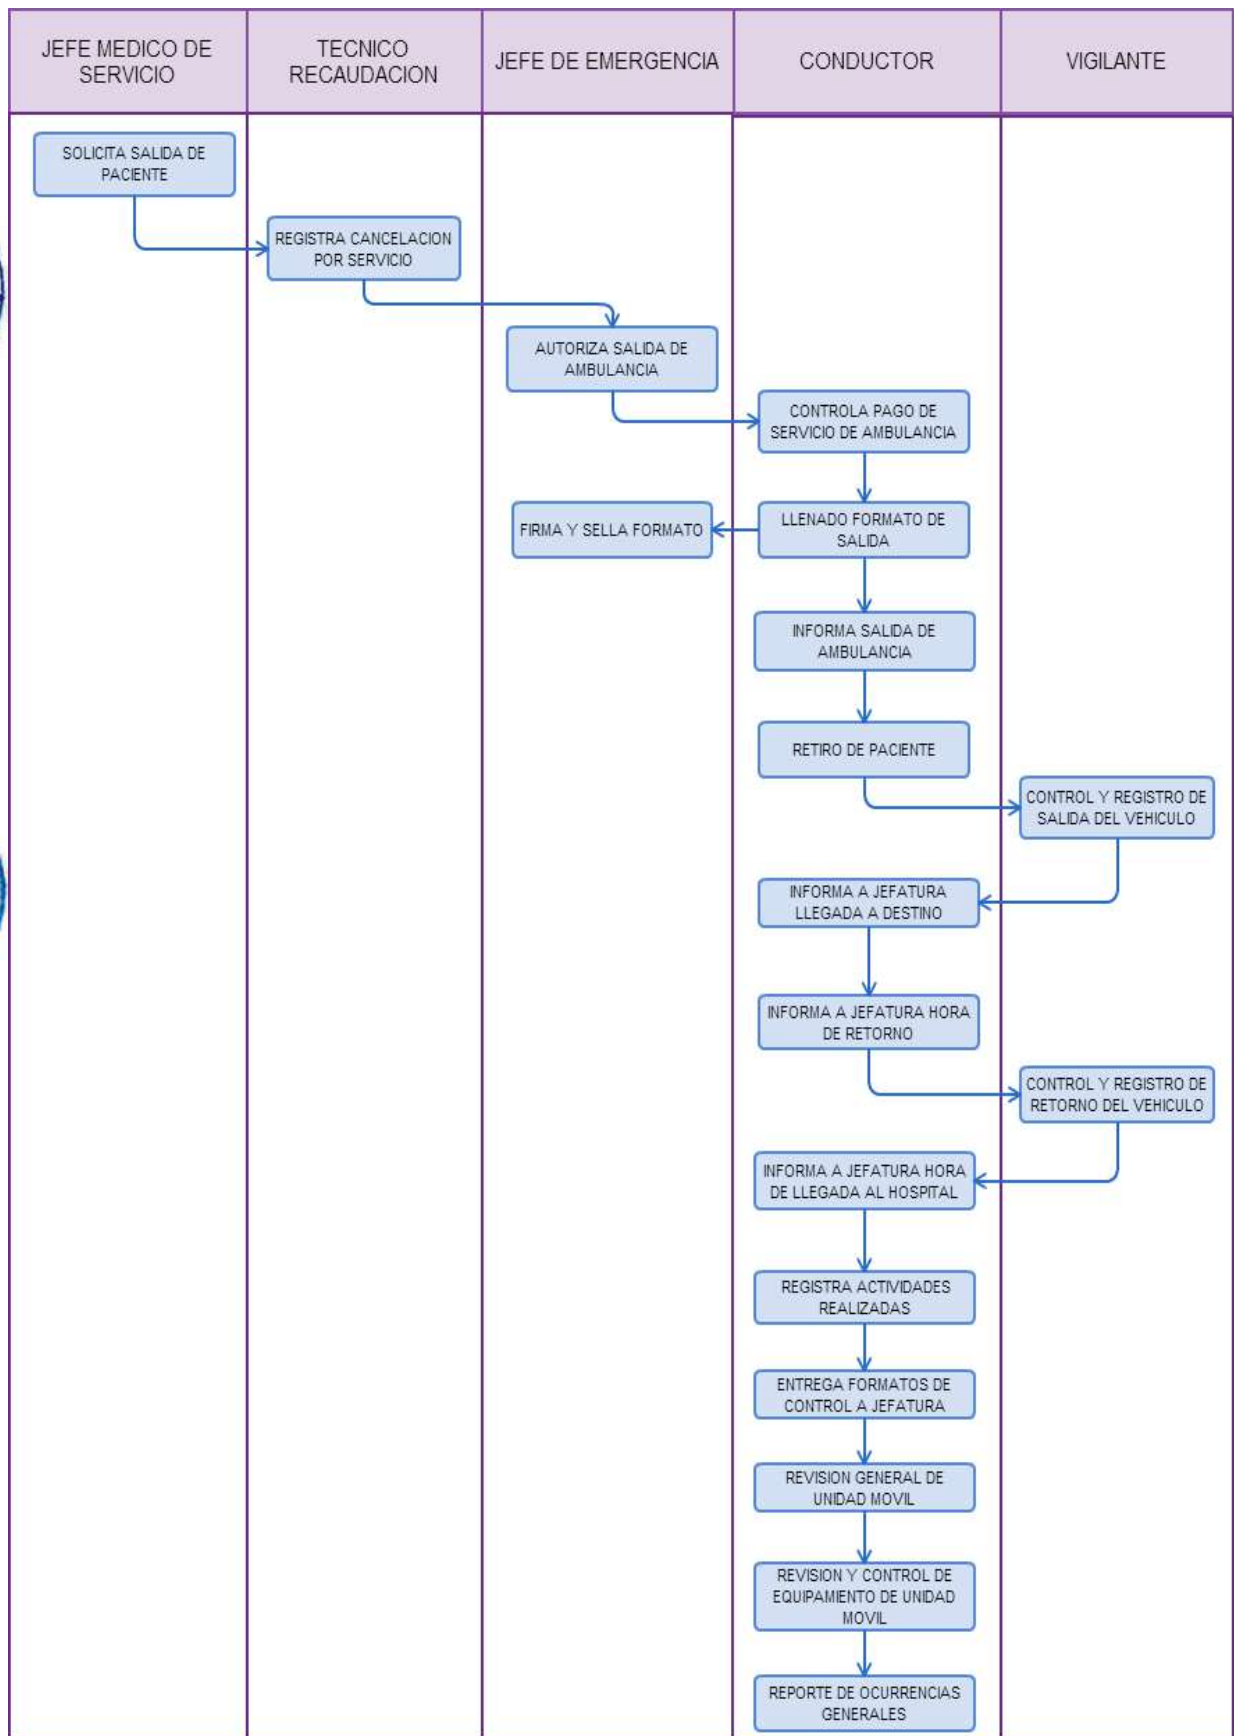 JEFE MEDICO DE
SERVICIO
TECNICO
RECAUDACION
JEFE DE EMERGENCIA
CONDUCTOR
VIGILANTE
SOLICITA SALIDA DE
PACIENTE
REGISTRA CANCELACION
POR SERVICIO
AUTORIZA SALIDA DE
AMBULANCIA
CONTROLA PAGO DE
SERVICIO DE AMBULANCIA
FIRMA Y SELLA FORMATO
LLENADO FORMATO DE
SALIDA
INFORMA SALIDA DE
AMBULANCIA
RETIRO DE PACIENTE
CONTROL Y REGISTRO DE
SALIDA DEL VEHICULO
INFORMA A JEFATURA
LLEGADA A DESTINO
INFORMA A JEFATURA HORA
DE RETORNO
CONTROL Y REGISTRO DE
RETORNO DEL VEHICULO
INFORMA A JEFATURA HORA
DE LLEGADA AL HOSPITAL
REGISTRA ACTIVIDADES
REALIZADAS
ENTREGA FORMATOS DE
CONTROL A JEFATURA
REVISION GENERAL DE
UNIDAD MOVIL
REVISION Y CONTROL DE
EQUIPAMIENTO DE UNIDAD
MOVIL
REPORTE DE OCURRENCIAS
GENERALES